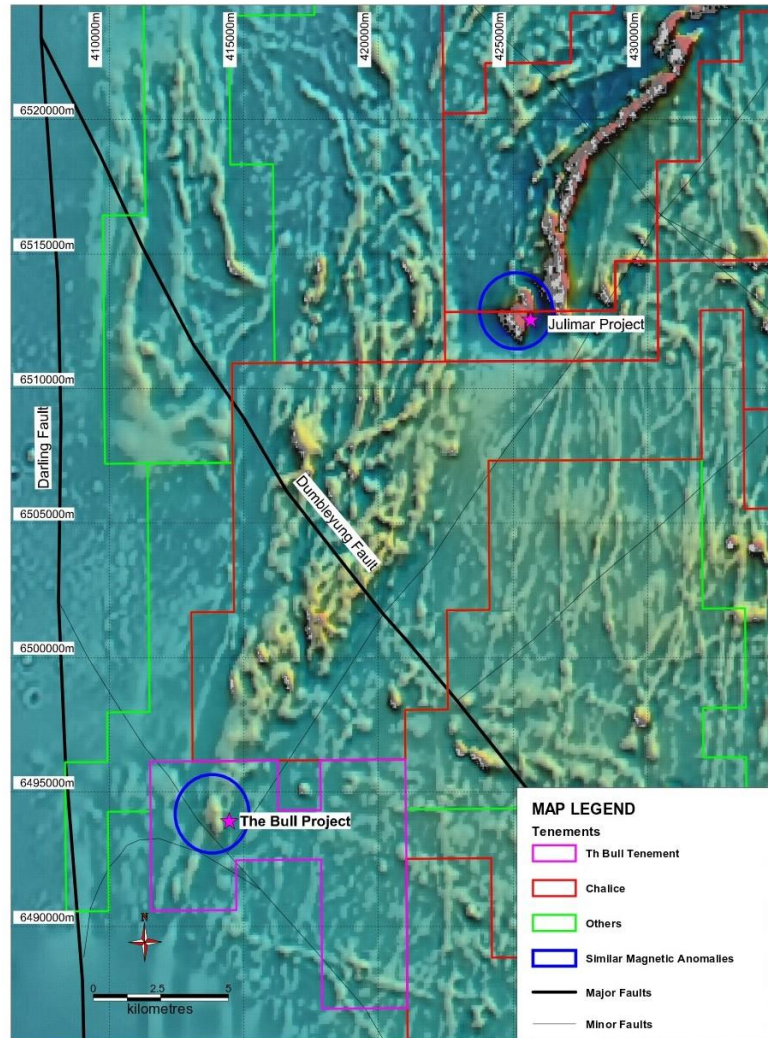 410000m
415000m
420000m
425000m
430000m
6520000m
6515000m
Julimar Project
6510000m
Darling Fault
Dumbleyung Fault
6505000m
6500000m
6495000m
The Bull Project
6490000m
N
0 2.5 5
kilometres
MAP LEGEND
Tenements
Th Bull Tenement
Chalice
Others
Similar Magnetic Anomalies
Major Faults
Minor Faults